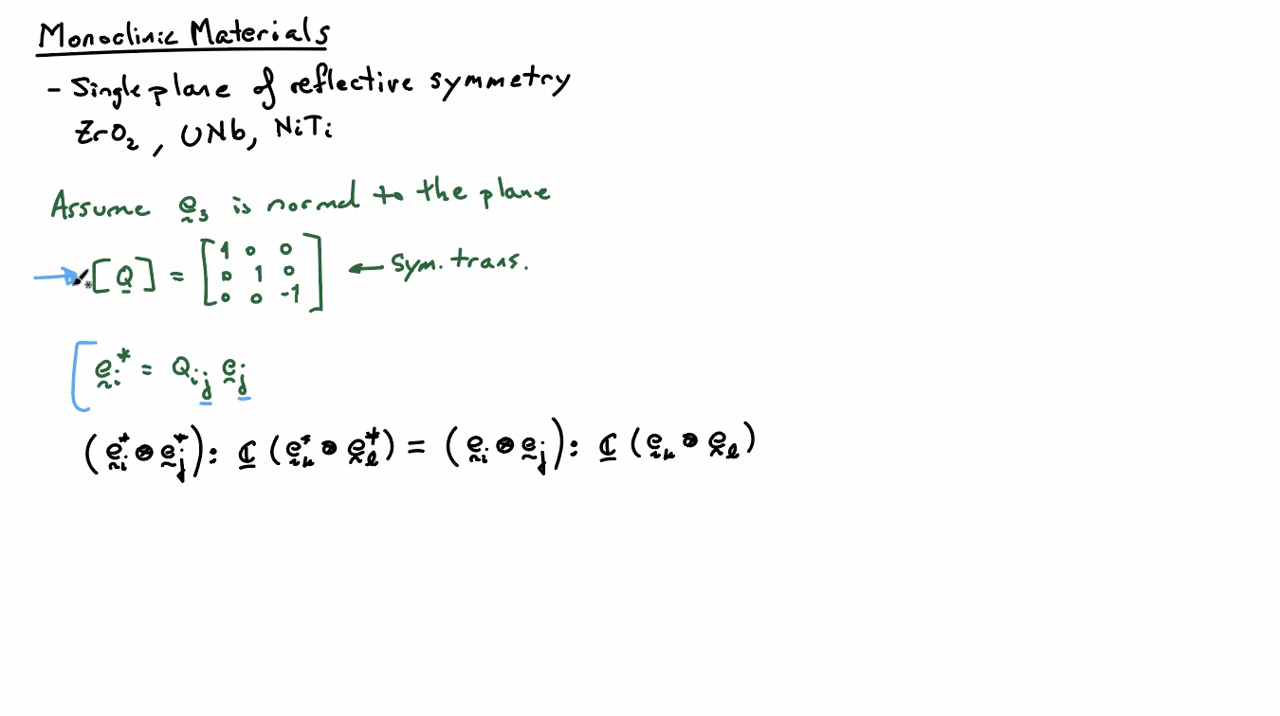 Monoclinic Materials
- Single plane of reflective symmetry
ZrO₂, UNb, NiTi
Assume e₃ is normal to the plane
[Q] = [1 0 0
0 1 0
0 0 -1] ← Sym. trans.
eᵢ* = Qᵢⱼ eⱼ
(eᵢ* ⊗ eⱼ*) : ℂ (eₖ* ⊗ eₗ*) = (eᵢ ⊗ eⱼ) : ℂ (eₖ ⊗ eₗ)